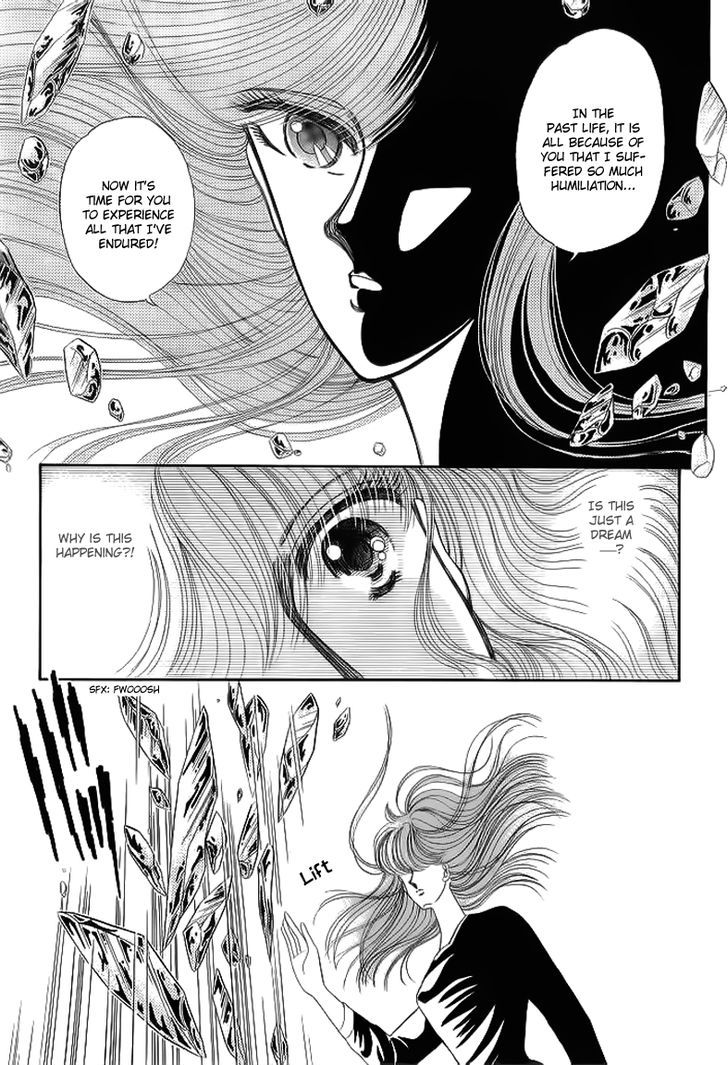 IN THE
PAST LIFE, IT IS
ALL BECAUSE OF
YOU THAT I SUF-
FERED SO MUCH
HUMILIATION...
NOW IT'S
TIME FOR YOU
TO EXPERIENCE
ALL THAT I'VE
ENDURED!
IS THIS
JUST A
DREAM
—?
WHY IS THIS
HAPPENING?!
SFX: FWOOOSH
Lift